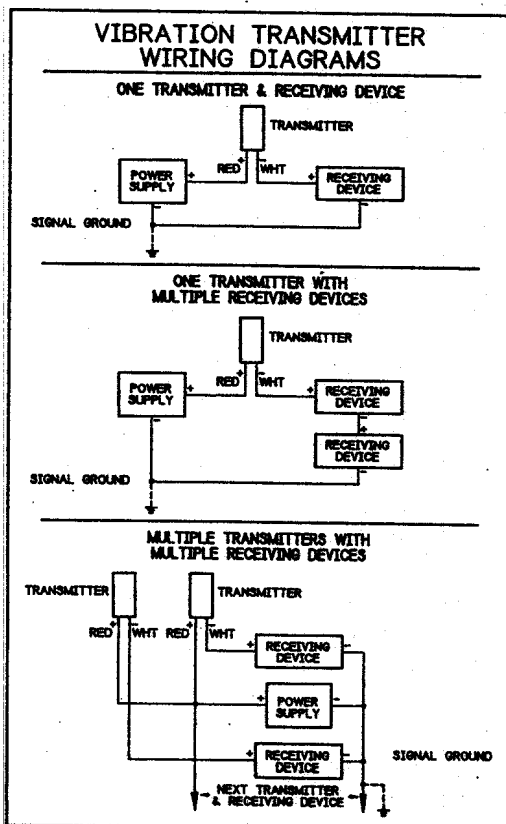 VIBRATION TRANSMITTER
WIRING DIAGRAMS
ONE TRANSMITTER & RECEIVING DEVICE
TRANSMITTER
+ -
RED WHT
POWER
SUPPLY
+
-
+
RECEIVING
DEVICE
-
SIGNAL GROUND
ONE TRANSMITTER WITH
MULTIPLE RECEIVING DEVICES
TRANSMITTER
+ -
RED WHT
POWER
SUPPLY
+
-
+
RECEIVING
DEVICE
-
+
RECEIVING
DEVICE
-
SIGNAL GROUND
MULTIPLE TRANSMITTERS WITH
MULTIPLE RECEIVING DEVICES
TRANSMITTER
TRANSMITTER
+ - + -
RED WHT RED WHT
+
RECEIVING
DEVICE
-
+
POWER
SUPPLY
-
+
RECEIVING
DEVICE
-
SIGNAL GROUND
NEXT TRANSMITTER
& RECEIVING DEVICE